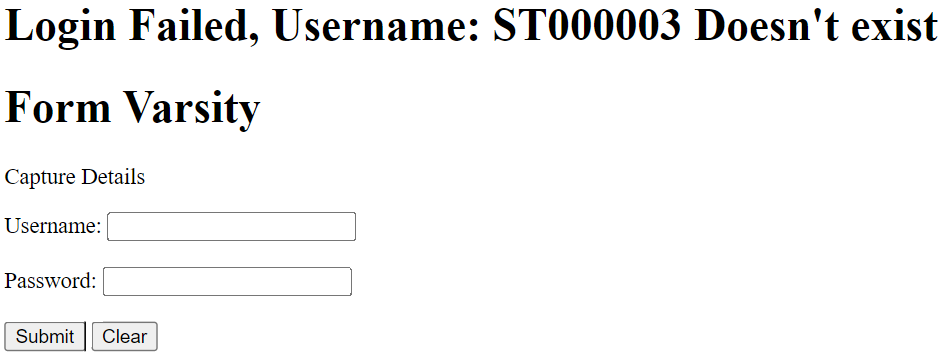 Login Failed, Username: ST000003 Doesn't exist
Form Varsity
Capture Details
Username:
Password:
Submit Clear